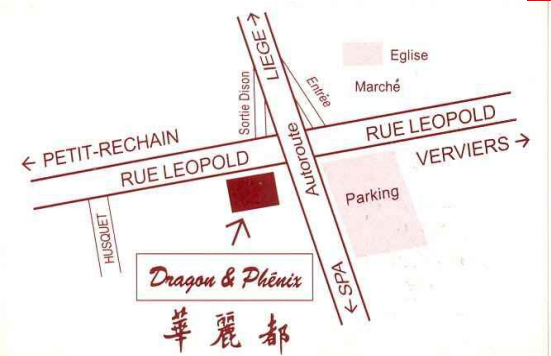 LIEGE →
Eglise
Marché
Sortie Dison
Entrée
← PETIT-RECHAIN
RUE LEOPOLD
RUE LEOPOLD
VERVIERS →
Autoroute
Parking
HUSQUET
← SPA
Dragon & Phénix
華麗都